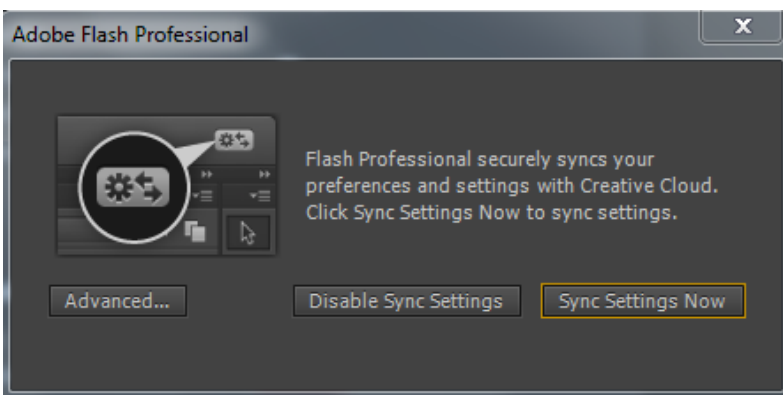 Adobe Flash Professional
Flash Professional securely syncs your
preferences and settings with Creative Cloud.
Click Sync Settings Now to sync settings.
Advanced...
Disable Sync Settings
Sync Settings Now